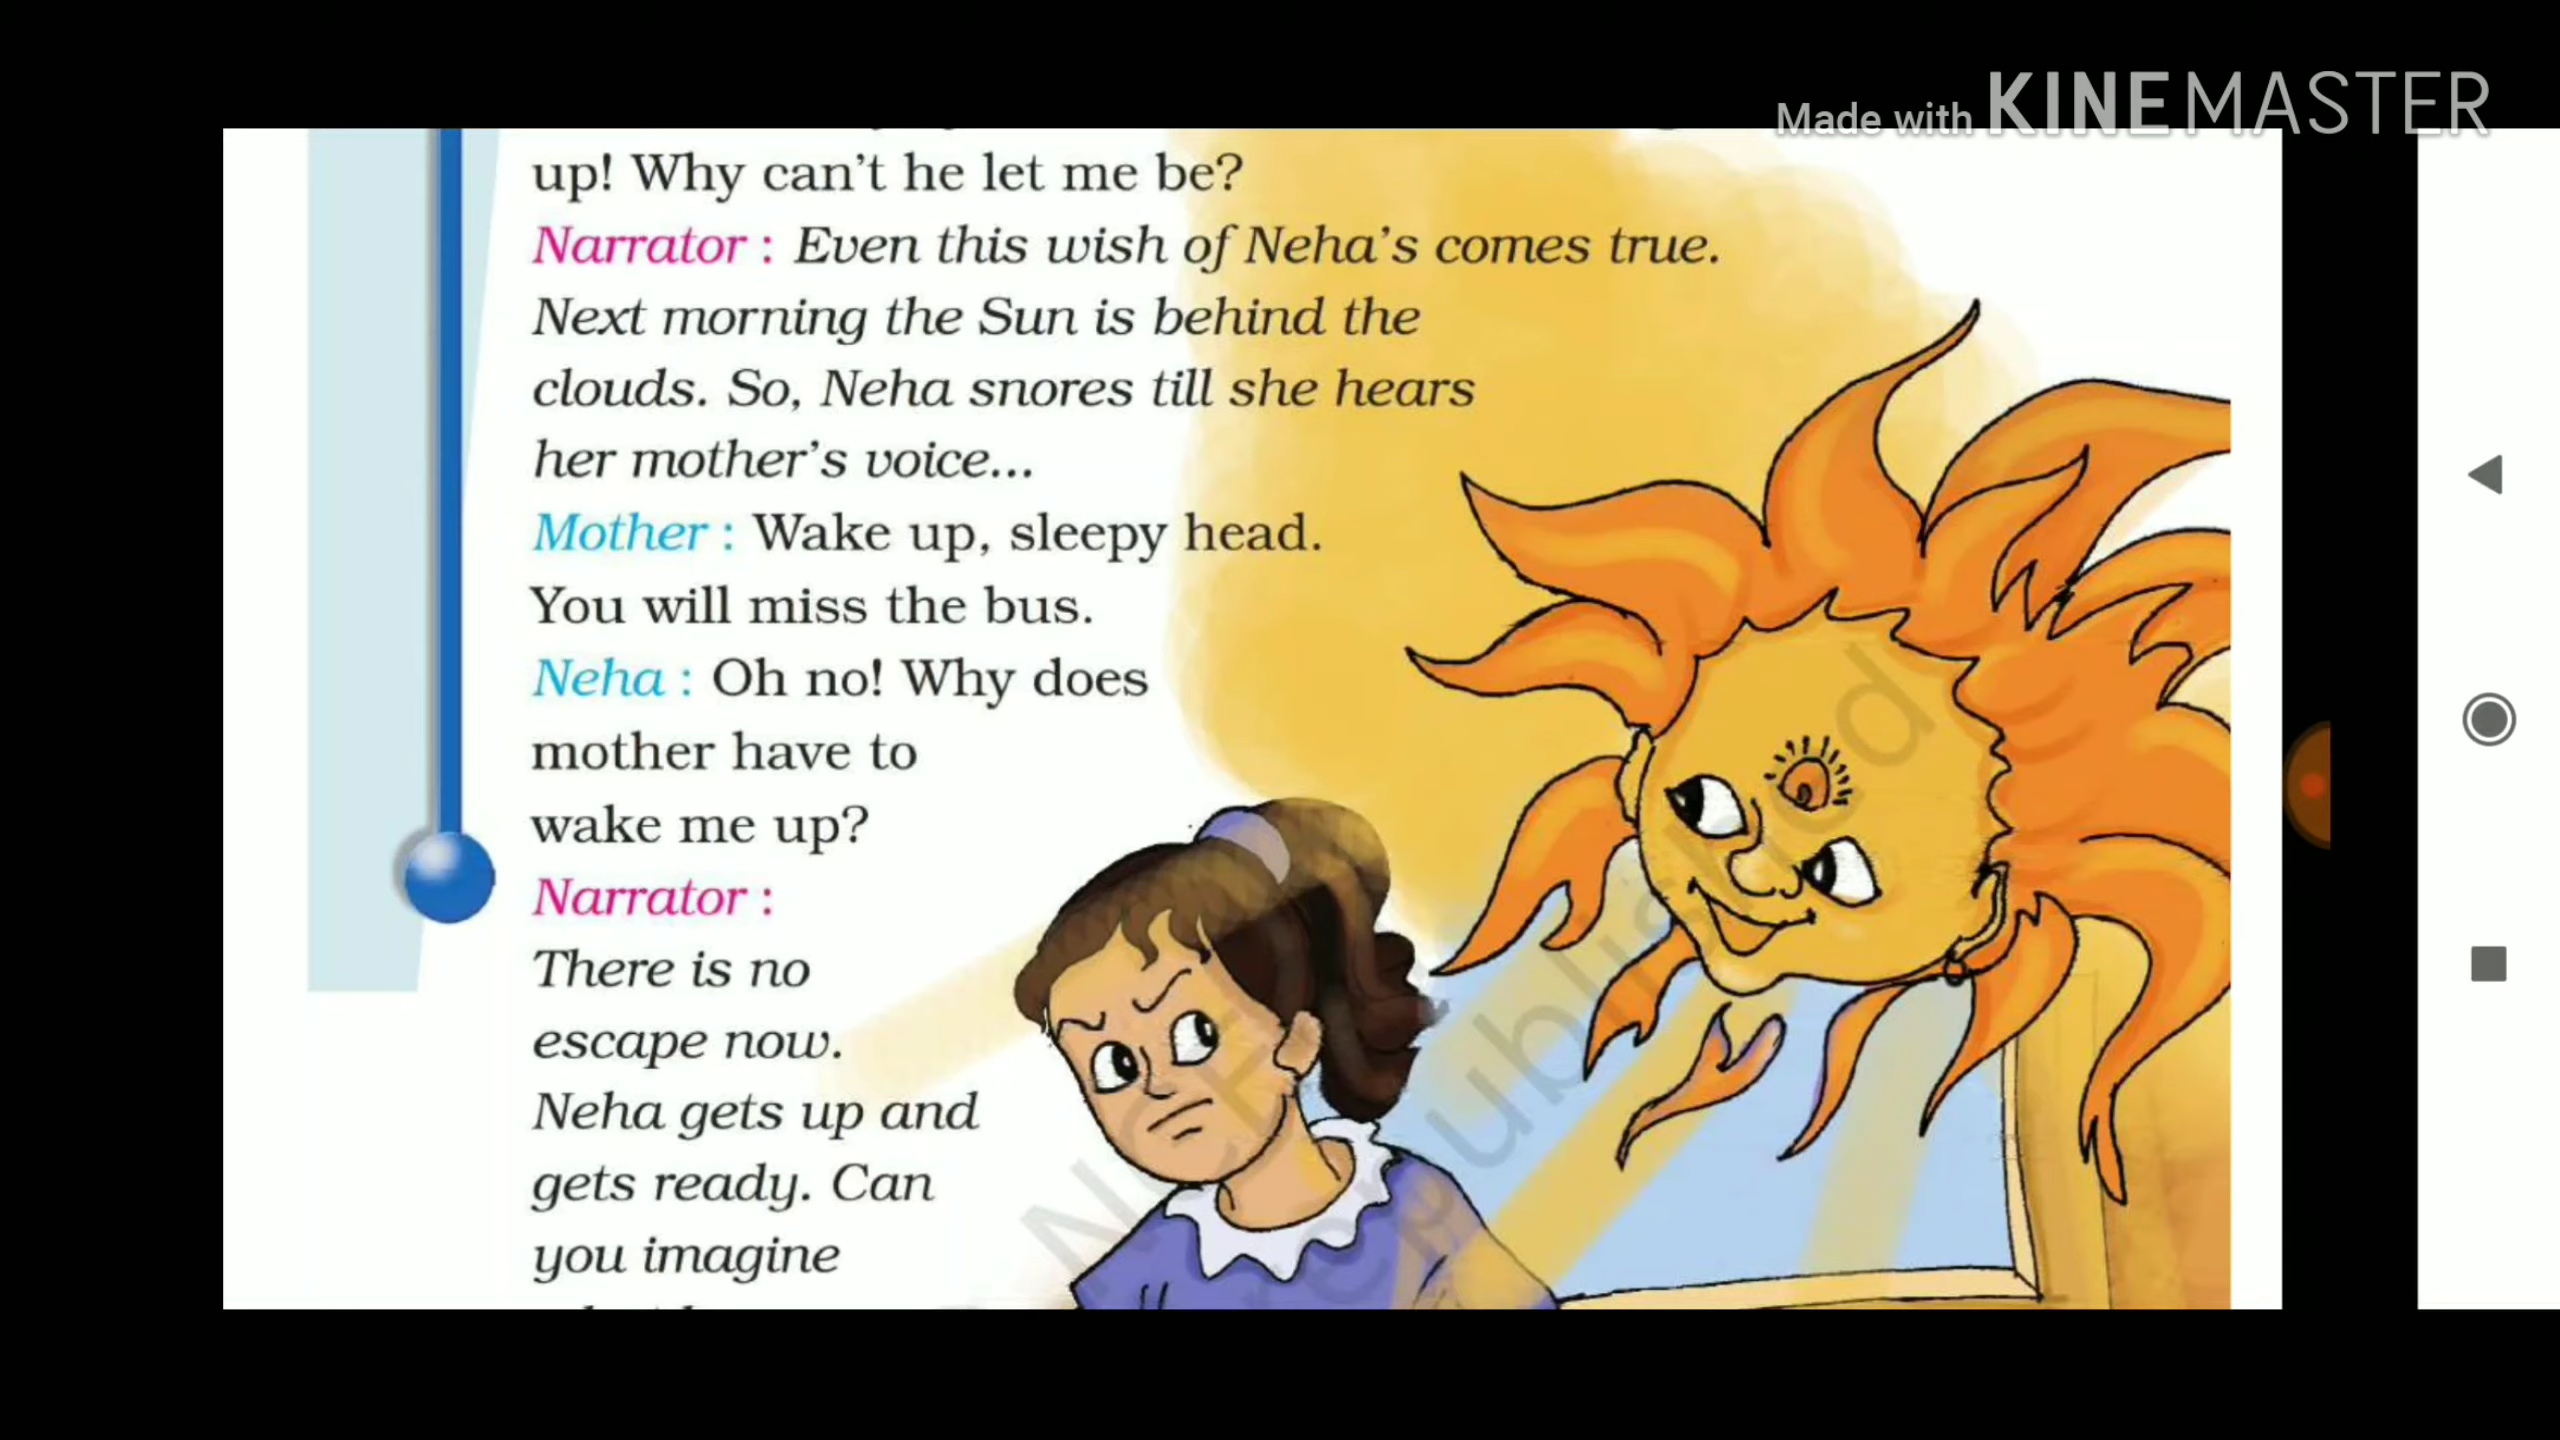 Made with KINEMASTER
up! Why can't he let me be?
Narrator : Even this wish of Neha's comes true.
Next morning the Sun is behind the
clouds. So, Neha snores till she hears
her mother's voice...
Mother : Wake up, sleepy head.
You will miss the bus.
Neha : Oh no! Why does
mother have to
wake me up?
Narrator :
There is no
escape now.
Neha gets up and
gets ready. Can
you imagine